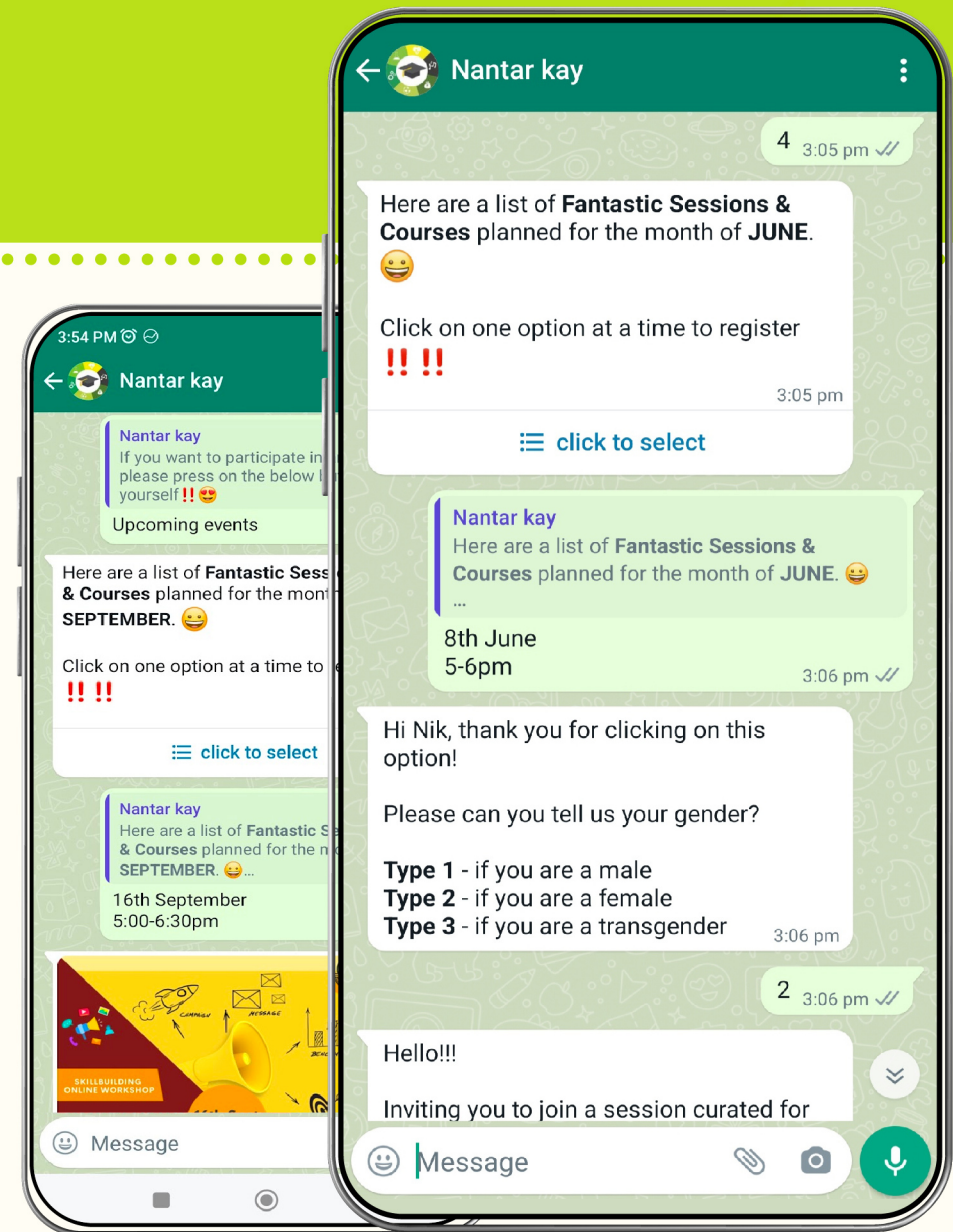 Nantar kay
4 3:05 pm
Here are a list of Fantastic Sessions &
Courses planned for the month of JUNE.
Click on one option at a time to register
3:05 pm
click to select
Nantar kay
Here are a list of Fantastic Sessions &
Courses planned for the month of JUNE.
...
8th June
5-6pm
3:06 pm
Hi Nik, thank you for clicking on this
option!
Please can you tell us your gender?
Type 1 - if you are a male
Type 2 - if you are a female
Type 3 - if you are a transgender
3:06 pm
2 3:06 pm
Hello!!!
Inviting you to join a session curated for
Message
3:54 PM
Nantar kay
Nantar kay
If you want to participate in
please press on the below
yourself
Upcoming events
Here are a list of Fantastic
& Courses planned for the
SEPTEMBER.
Click on one option at a time to
click to select
Nantar kay
Here are a list of Fantastic
& Courses planned for the
SEPTEMBER. ...
16th September
5:00-6:30pm
CAMPAIGN
MESSAGE
SKILLBUILDING
ONLINE WORKSHOP
Message